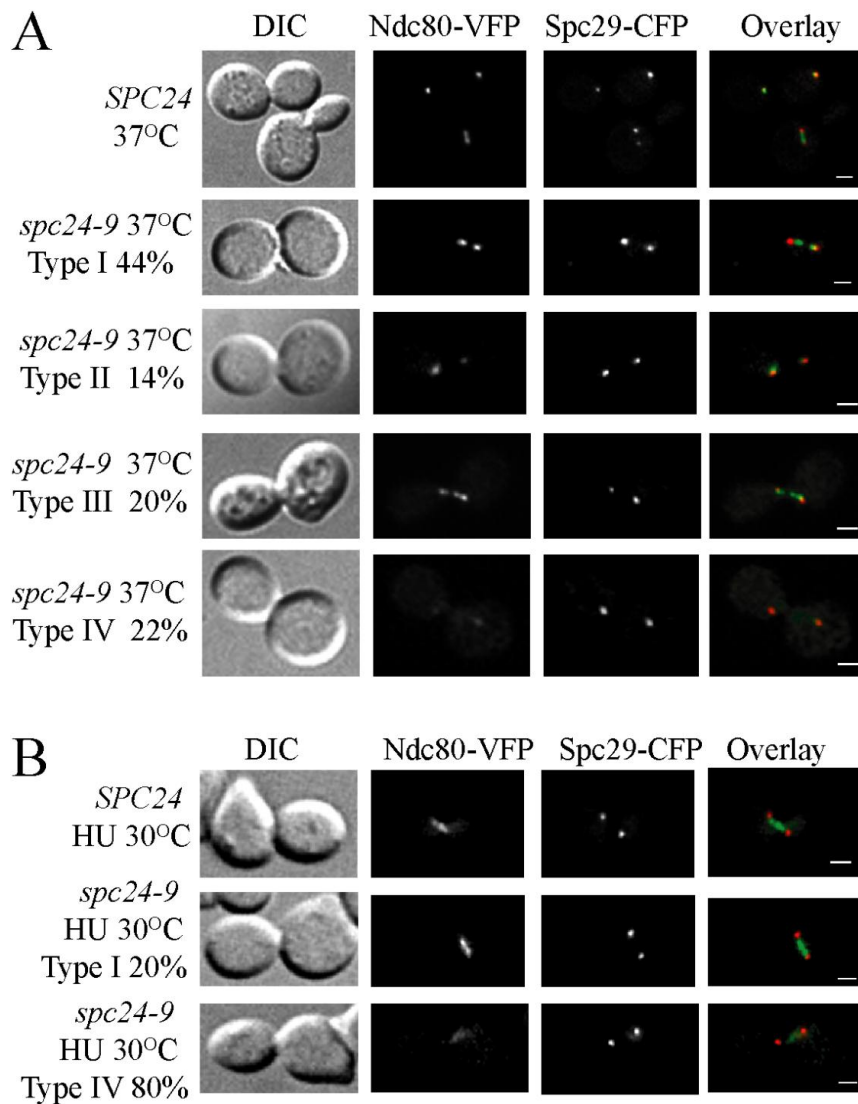 A
DIC Ndc80-VFP Spc29-CFP Overlay
SPC24
37°C
spc24-9 37°C
Type I 44%
spc24-9 37°C
Type II 14%
spc24-9 37°C
Type III 20%
spc24-9 37°C
Type IV 22%
B
DIC Ndc80-VFP Spc29-CFP Overlay
SPC24
HU 30°C
spc24-9
HU 30°C
Type I 20%
spc24-9
HU 30°C
Type IV 80%